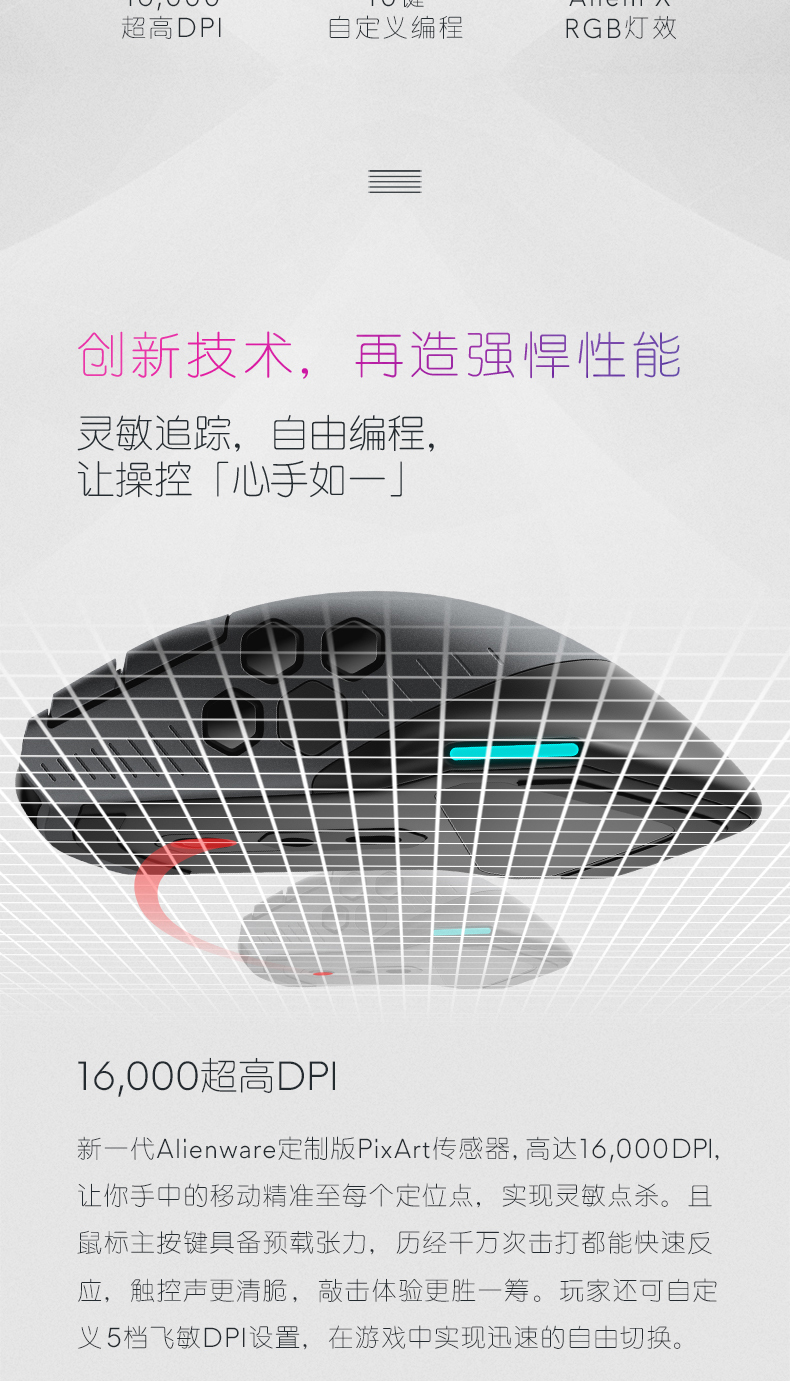 超高DPI
自定义编程
RGB灯效
创新技术，再造强悍性能
灵敏追踪，自由编程，
让操控「心手如一」
16,000超高DPI
新一代Alienware定制版PixArt传感器，高达16,000DPI，
让你手中的移动精准至每个定位点，实现灵敏点杀。且
鼠标主按键具备预载张力，历经千万次击打都能快速反
应，触控声更清脆，敲击体验更胜一筹。玩家还可自定
义5档飞敏DPI设置，在游戏中实现迅速的自由切换。